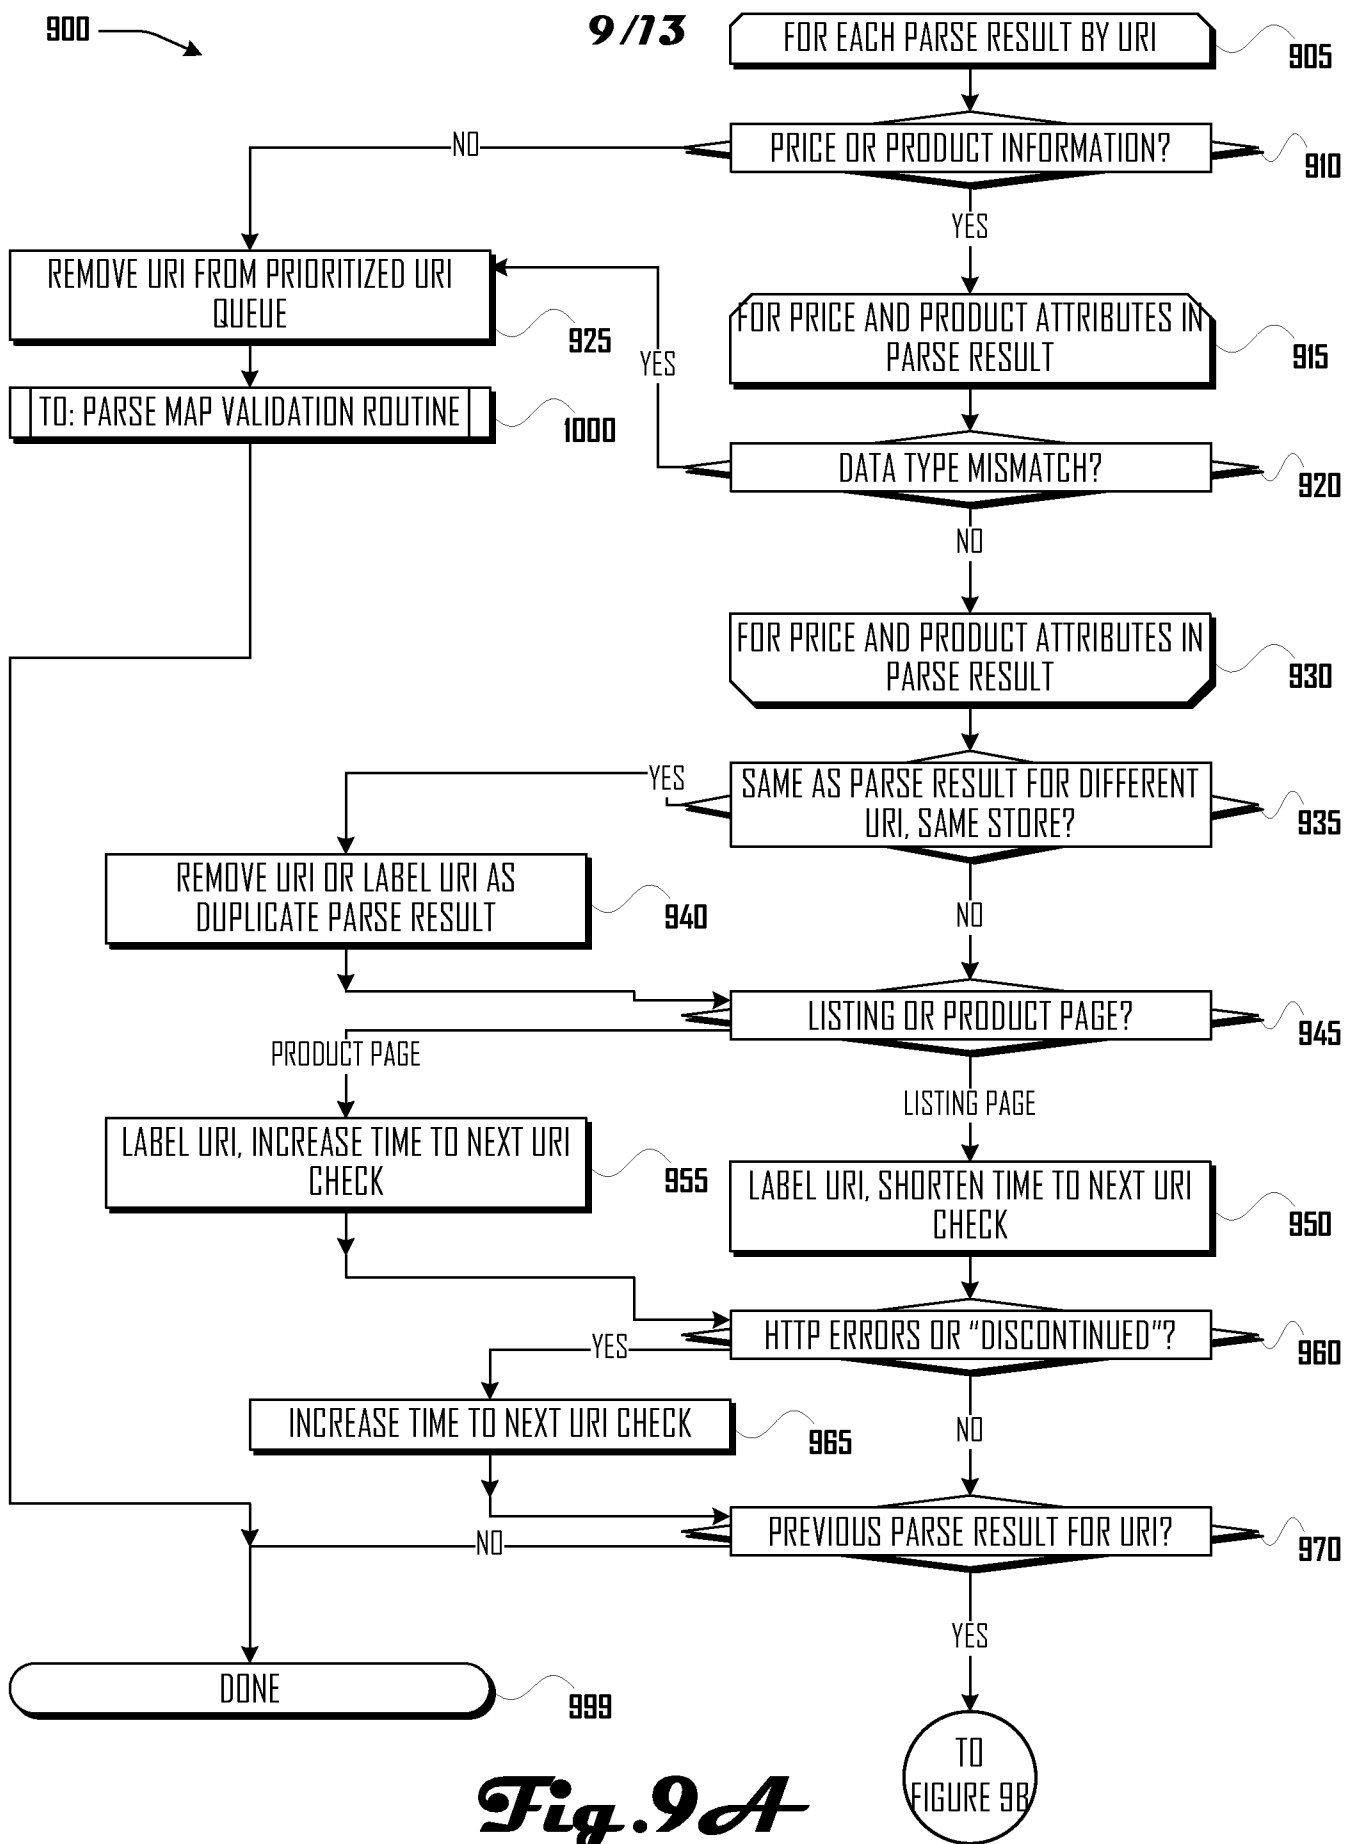 900
9/13
FOR EACH PARSE RESULT BY URI
905
PRICE OR PRODUCT INFORMATION?
910
NO
YES
REMOVE URI FROM PRIORITIZED URI
QUEUE
925
FOR PRICE AND PRODUCT ATTRIBUTES IN
PARSE RESULT
915
YES
TO: PARSE MAP VALIDATION ROUTINE
1000
DATA TYPE MISMATCH?
920
NO
FOR PRICE AND PRODUCT ATTRIBUTES IN
PARSE RESULT
930
SAME AS PARSE RESULT FOR DIFFERENT
URI, SAME STORE?
935
YES
REMOVE URI OR LABEL URI AS
DUPLICATE PARSE RESULT
940
NO
LISTING OR PRODUCT PAGE?
945
PRODUCT PAGE
LISTING PAGE
LABEL URI, INCREASE TIME TO NEXT URI
CHECK
955
LABEL URI, SHORTEN TIME TO NEXT URI
CHECK
950
HTTP ERRORS OR “DISCONTINUED”?
960
YES
INCREASE TIME TO NEXT URI CHECK
965
NO
PREVIOUS PARSE RESULT FOR URI?
970
NO
YES
DONE
999
TO
FIGURE 9B
Fig.9A